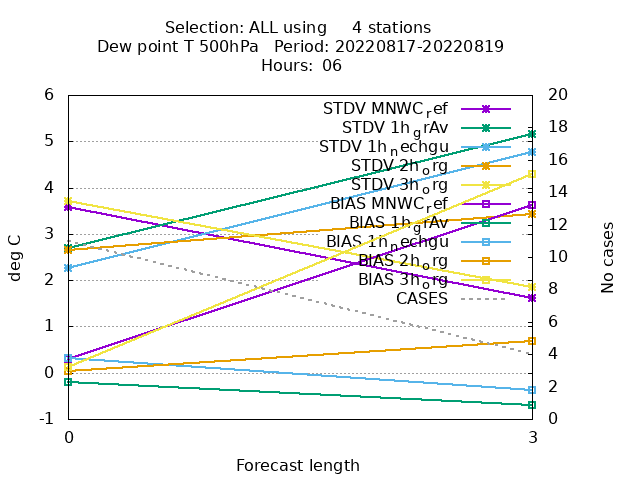 Selection: ALL using 4 stations
Dew point T 500hPa Period: 20220817-20220819
Hours: 06
6
5
4
3
2
1
0
-1
deg C
20
18
16
14
12
10
8
6
4
2
0
No cases
STDV MNWC_ref
STDV 1h_grAv
STDV 1h_nechgu
STDV 2h_org
STDV 3h_org
BIAS MNWC_ref
BIAS 1h_grAv
BIAS 1h_nechgu
BIAS 2h_org
BIAS 3h_org
CASES
0 3
Forecast length